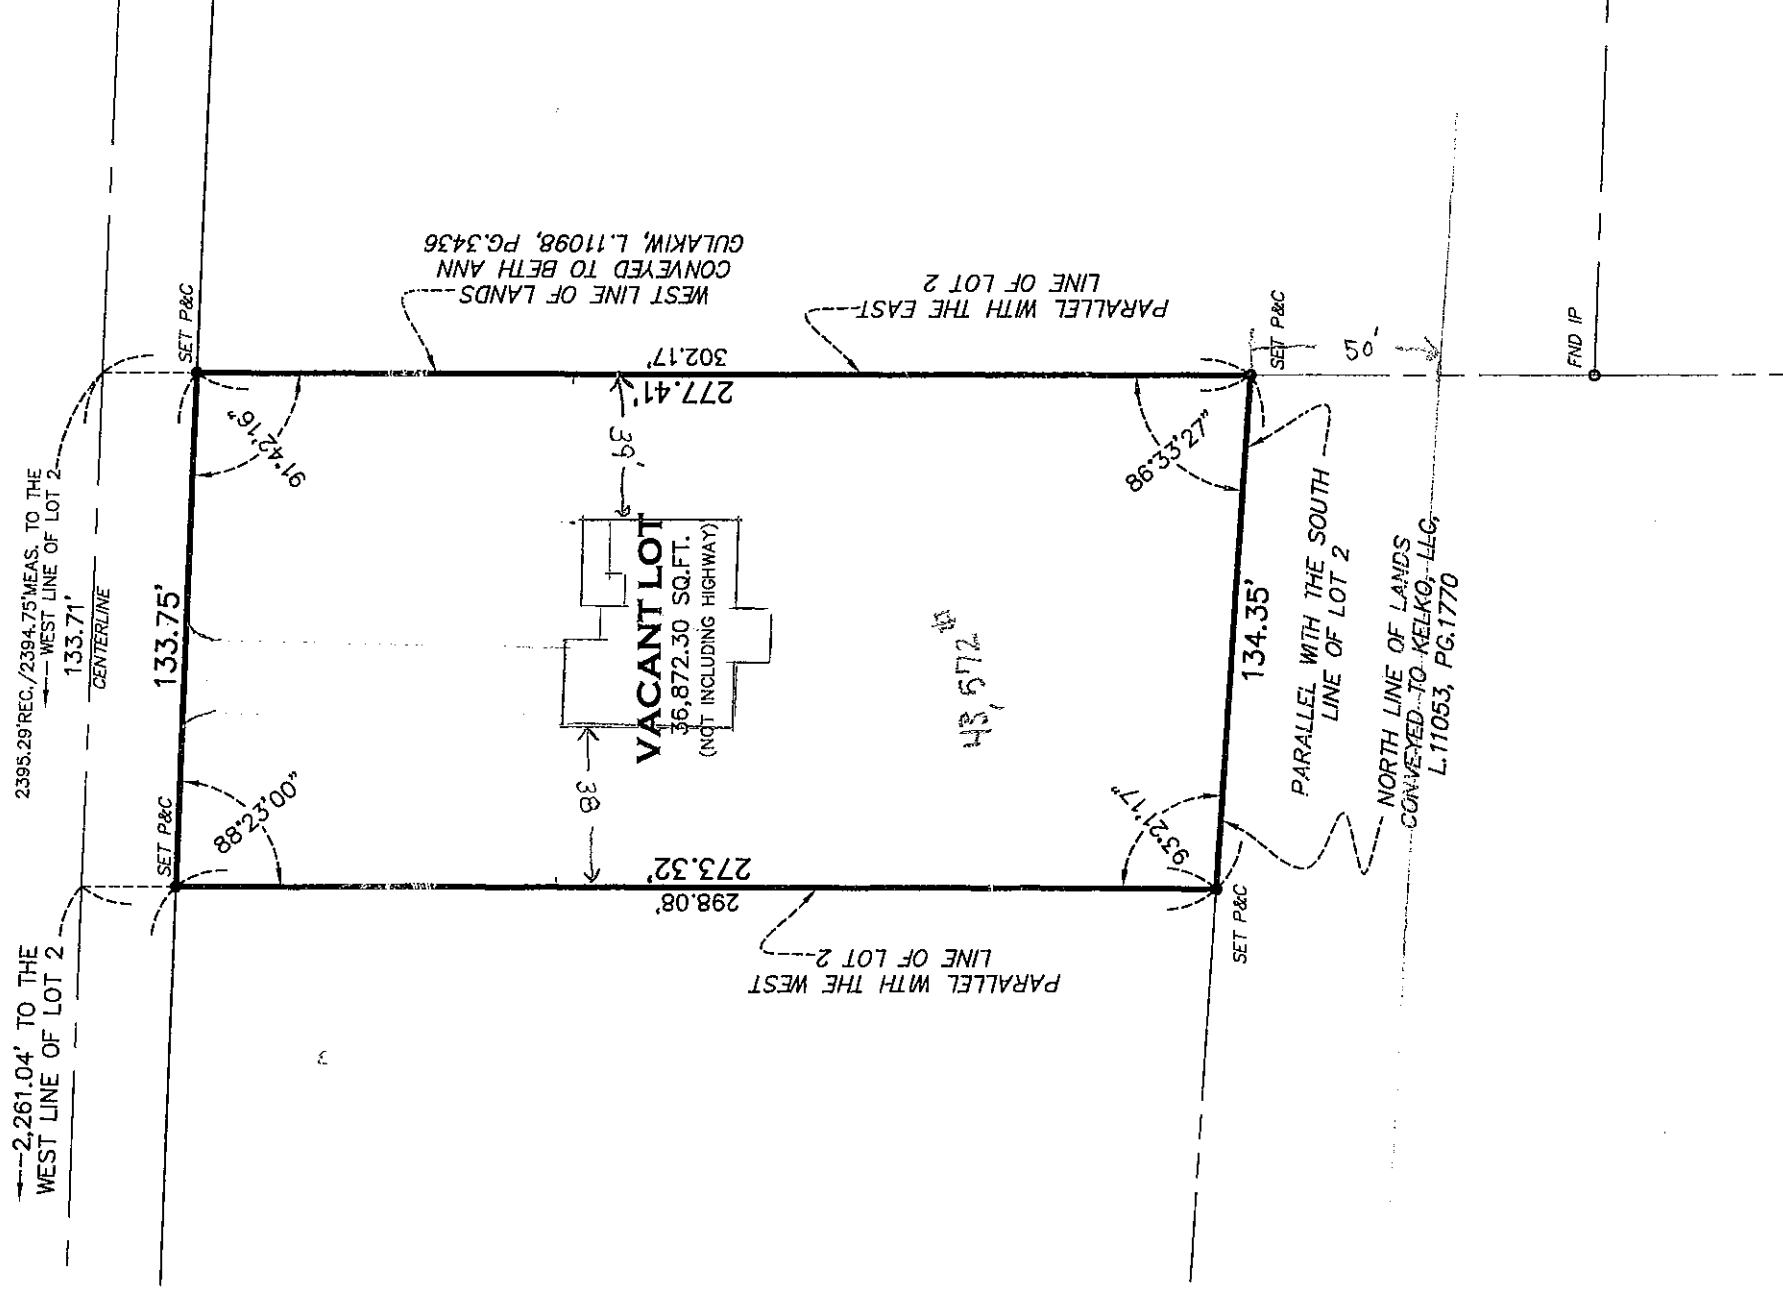 ←2,261.04' TO THE
WEST LINE OF LOT 2
2395.29'REC./2394.75'MEAS. TO THE
← WEST LINE OF LOT 2
133.71'
CENTERLINE
133.75'
SET P&C
SET P&C
88°23'00"
91°42'16"
WEST LINE OF LANDS
CONVEYED TO BETH ANN
GULAKIW, L.11098, PG.3436
PARALLEL WITH THE EAST
LINE OF LOT 2
302.17'
277.41'
39'
38
VACANT LOT
36,872.30 SQ.FT.
(NOT INCLUDING HIGHWAY)
43,572
273.32'
298.08'
PARALLEL WITH THE WEST
LINE OF LOT 2
93°21'17"
86°33'27"
SET P&C
SET P&C
134.35'
50'
FND IP
PARALLEL WITH THE SOUTH
LINE OF LOT 2
NORTH LINE OF LANDS
CONVEYED TO KELKO, LLC,
L.11053, PG.1770